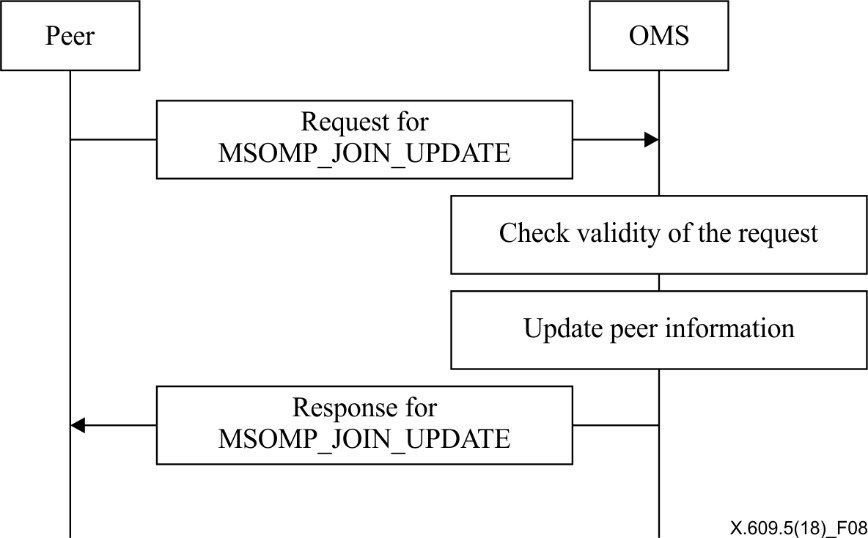 Peer
OMS
Request for
MSOMP_JOIN_UPDATE
Check validity of the request
Update peer information
Response for
MSOMP_JOIN_UPDATE
X.609.5(18)_F08